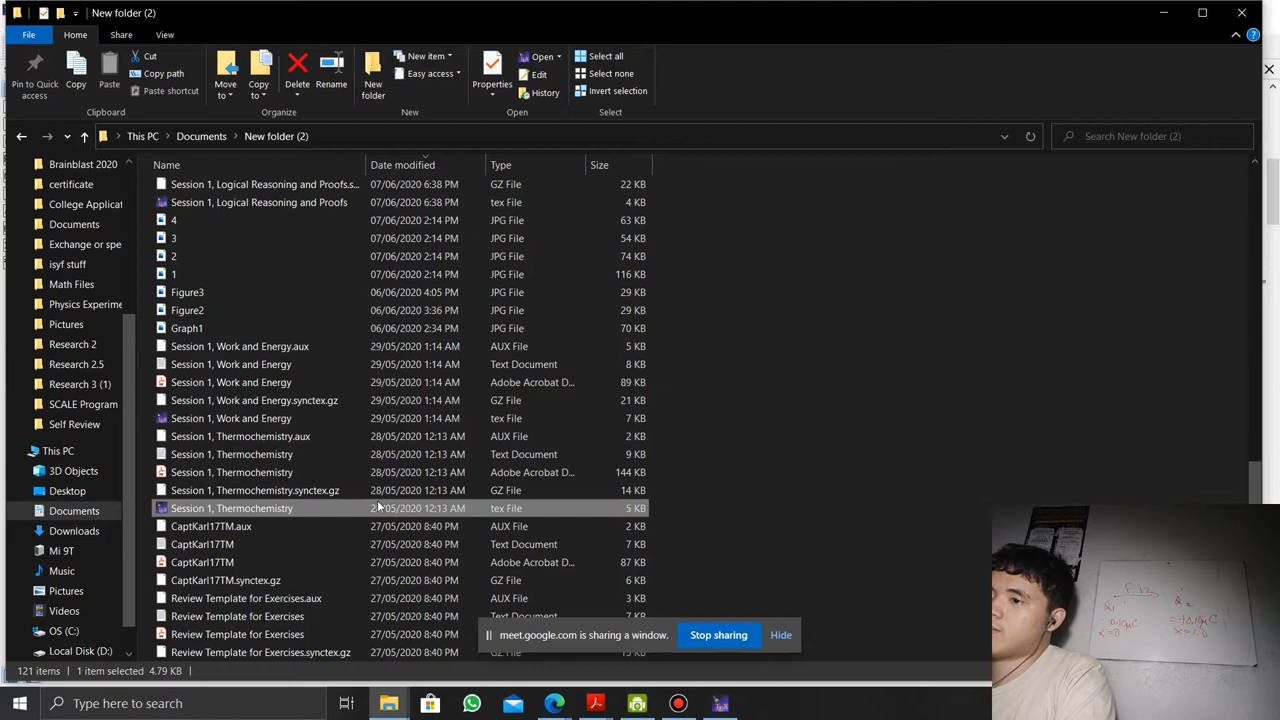 New folder (2)
File Home Share View
Pin to Quick access
Copy
Paste
Cut
Copy path
Paste shortcut
Move to
Copy to
Delete
Rename
New folder
New item
Easy access
Properties
Open
Edit
History
Select all
Select none
Invert selection
Clipboard Organize New Open Select
This PC Documents New folder (2) Search New folder (2)
Brainblast 2020
certificate
College Applicat
Documents
Exchange or spe
isyf stuff
Math Files
Physics Experime
Pictures
Research 2
Research 2.5
Research 3 (1)
SCALE Program
Self Review
This PC
3D Objects
Desktop
Documents
Downloads
Mi 9T
Music
Pictures
Videos
OS (C:)
Local Disk (D:)
Name Date modified Type Size
Session 1, Logical Reasoning and Proofs.s... 07/06/2020 6:38 PM GZ File 22 KB
Session 1, Logical Reasoning and Proofs 07/06/2020 6:38 PM tex File 4 KB
4 07/06/2020 2:14 PM JPG File 63 KB
3 07/06/2020 2:14 PM JPG File 54 KB
2 07/06/2020 2:14 PM JPG File 74 KB
1 07/06/2020 2:14 PM JPG File 116 KB
Figure3 06/06/2020 4:05 PM JPG File 29 KB
Figure2 06/06/2020 3:36 PM JPG File 29 KB
Graph1 06/06/2020 2:34 PM JPG File 70 KB
Session 1, Work and Energy.aux 29/05/2020 1:14 AM AUX File 5 KB
Session 1, Work and Energy 29/05/2020 1:14 AM Text Document 8 KB
Session 1, Work and Energy 29/05/2020 1:14 AM Adobe Acrobat D... 89 KB
Session 1, Work and Energy.synctex.gz 29/05/2020 1:14 AM GZ File 21 KB
Session 1, Work and Energy 29/05/2020 1:14 AM tex File 7 KB
Session 1, Thermochemistry.aux 28/05/2020 12:13 AM AUX File 2 KB
Session 1, Thermochemistry 28/05/2020 12:13 AM Text Document 9 KB
Session 1, Thermochemistry 28/05/2020 12:13 AM Adobe Acrobat D... 144 KB
Session 1, Thermochemistry.synctex.gz 28/05/2020 12:13 AM GZ File 14 KB
Session 1, Thermochemistry 28/05/2020 12:13 AM tex File 5 KB
CaptKarl17TM.aux 27/05/2020 8:40 PM AUX File 2 KB
CaptKarl17TM 27/05/2020 8:40 PM Text Document 7 KB
CaptKarl17TM 27/05/2020 8:40 PM Adobe Acrobat D... 87 KB
CaptKarl17TM.synctex.gz 27/05/2020 8:40 PM GZ File 6 KB
Review Template for Exercises.aux 27/05/2020 8:40 PM AUX File 3 KB
Review Template for Exercises 27/05/2020 8:40 PM
Review Template for Exercises 27/05/2020 8:40 PM
Review Template for Exercises.synctex.gz 27/05/2020 8:40 PM
meet.google.com is sharing a window. Stop sharing Hide
121 items 1 item selected 4.79 KB
Type here to search
Q1 Q2
x=0